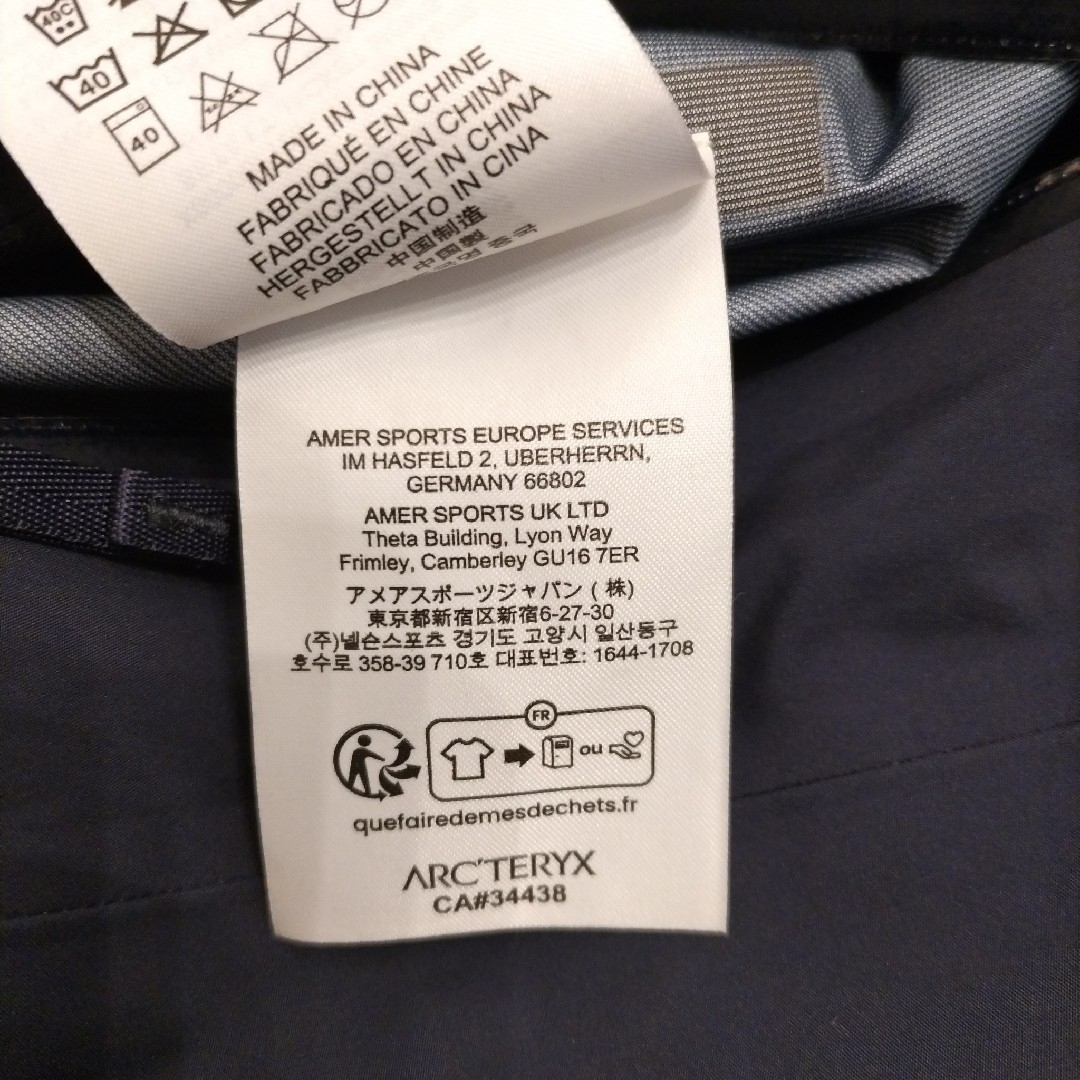 40C
40
40
MADE IN CHINA
FABRIQUÉ EN CHINE
FABRICADO EN CHINA
HERGESTELLT IN CHINA
FABBRICATO IN CINA
中国制造
中国製
AMER SPORTS EUROPE SERVICES
IM HASFELD 2, UBERHERRN,
GERMANY 66802
AMER SPORTS UK LTD
Theta Building, Lyon Way
Frimley, Camberley GU16 7ER
アメアスポーツジャパン (株)
東京都新宿区新宿6-27-30
(주)넬슨스포츠 경기도 고양시 일산동구
호수로 358-39 710호 대표번호: 1644-1708
FR
ou
quefairedemesdechets.fr
ARC'TERYX
CA#34438